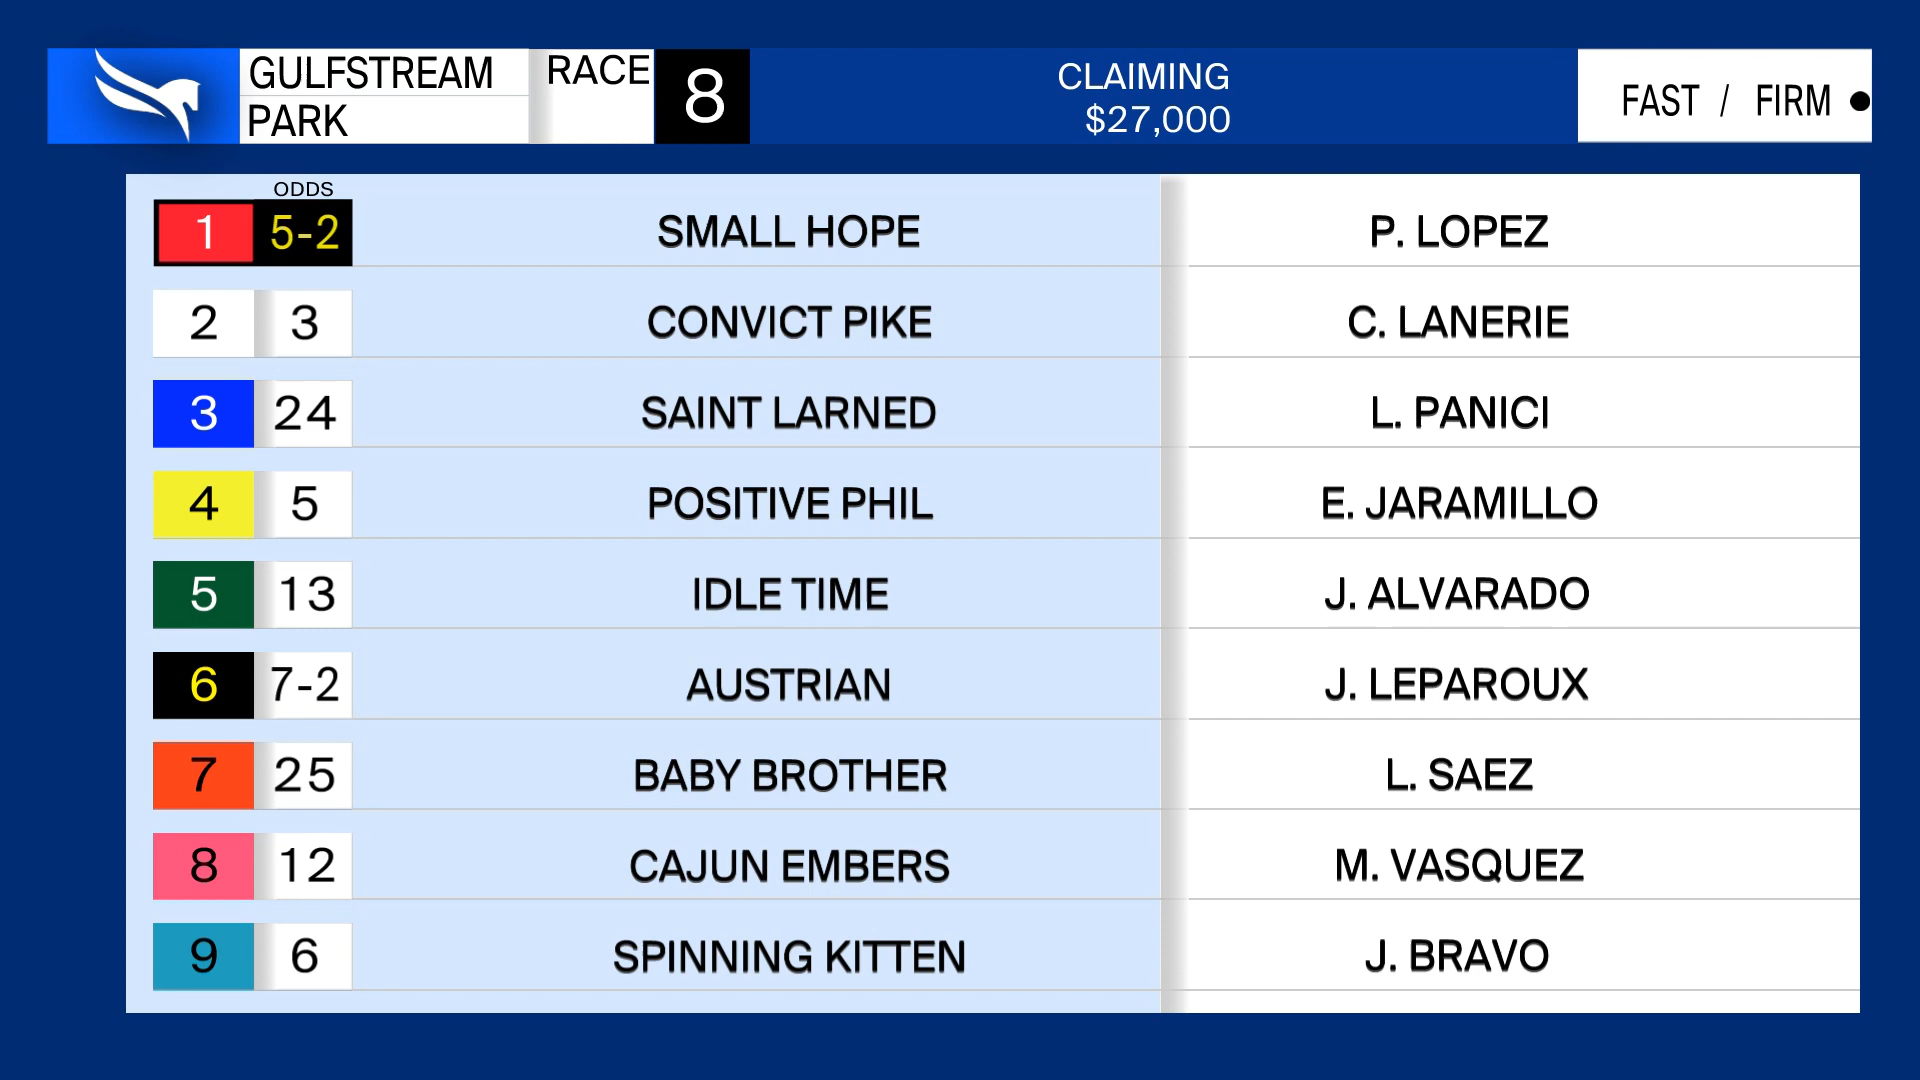 GULFSTREAM
PARK
RACE
8
CLAIMING
$27,000
FAST / FIRM
ODDS
1 5-2 SMALL HOPE P. LOPEZ
2 3 CONVICT PIKE C. LANERIE
3 24 SAINT LARNED L. PANICI
4 5 POSITIVE PHIL E. JARAMILLO
5 13 IDLE TIME J. ALVARADO
6 7-2 AUSTRIAN J. LEPAROUX
7 25 BABY BROTHER L. SAEZ
8 12 CAJUN EMBERS M. VASQUEZ
9 6 SPINNING KITTEN J. BRAVO